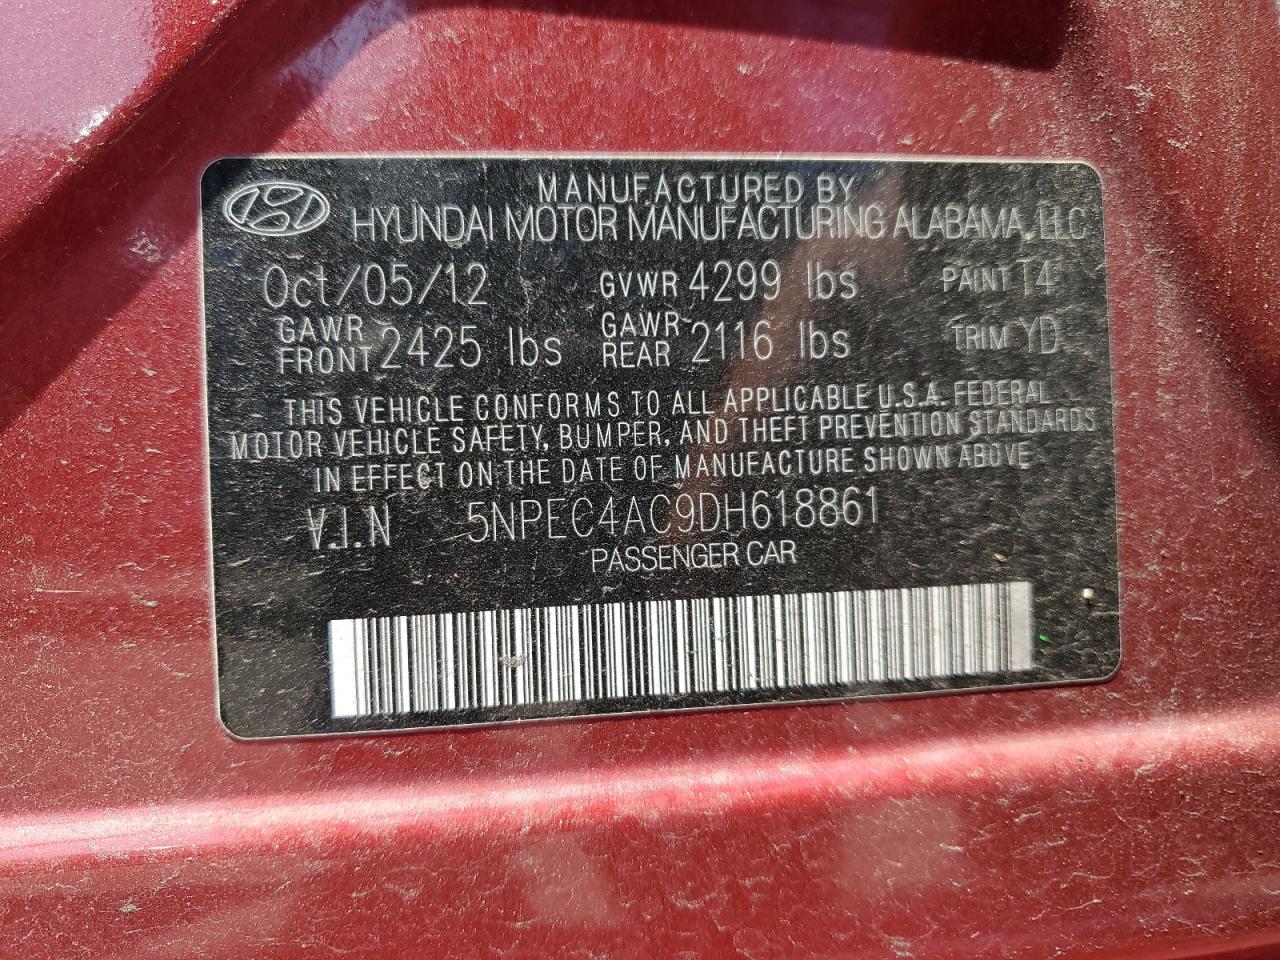 MANUFACTURED BY
HYUNDAI MOTOR MANUFACTURING ALABAMA, LLC
Oct/05/12 GVWR 4299 lbs PAINT T4
GAWR FRONT 2425 lbs GAWR REAR 2116 lbs TRIM YD
THIS VEHICLE CONFORMS TO ALL APPLICABLE U.S.A. FEDERAL
MOTOR VEHICLE SAFETY, BUMPER, AND THEFT PREVENTION STANDARDS
IN EFFECT ON THE DATE OF MANUFACTURE SHOWN ABOVE
V.I.N 5NPEC4AC9DH618861
PASSENGER CAR